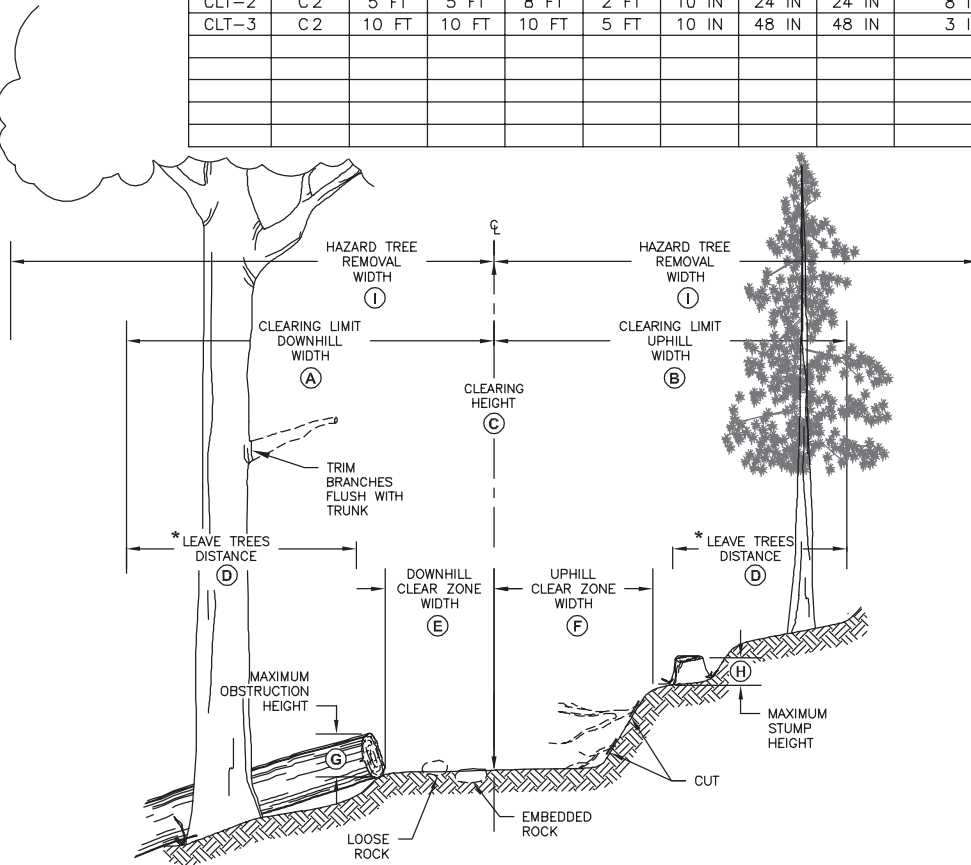 CLT-2 C2 5 FT 5 FT 8 FT 2 FT 10 IN 24 IN 24 IN 8
CLT-3 C2 10 FT 10 FT 10 FT 5 FT 10 IN 48 IN 48 IN 3
℄
HAZARD TREE
REMOVAL
WIDTH
I
HAZARD TREE
REMOVAL
WIDTH
I
CLEARING LIMIT
DOWNHILL
WIDTH
A
CLEARING LIMIT
UPHILL
WIDTH
B
CLEARING
HEIGHT
C
TRIM
BRANCHES
FLUSH WITH
TRUNK
* LEAVE TREES
DISTANCE
D
* LEAVE TREES
DISTANCE
D
DOWNHILL
CLEAR ZONE
WIDTH
E
UPHILL
CLEAR ZONE
WIDTH
F
MAXIMUM
OBSTRUCTION
HEIGHT
G
H
MAXIMUM
STUMP
HEIGHT
CUT
EMBEDDED
ROCK
LOOSE
ROCK